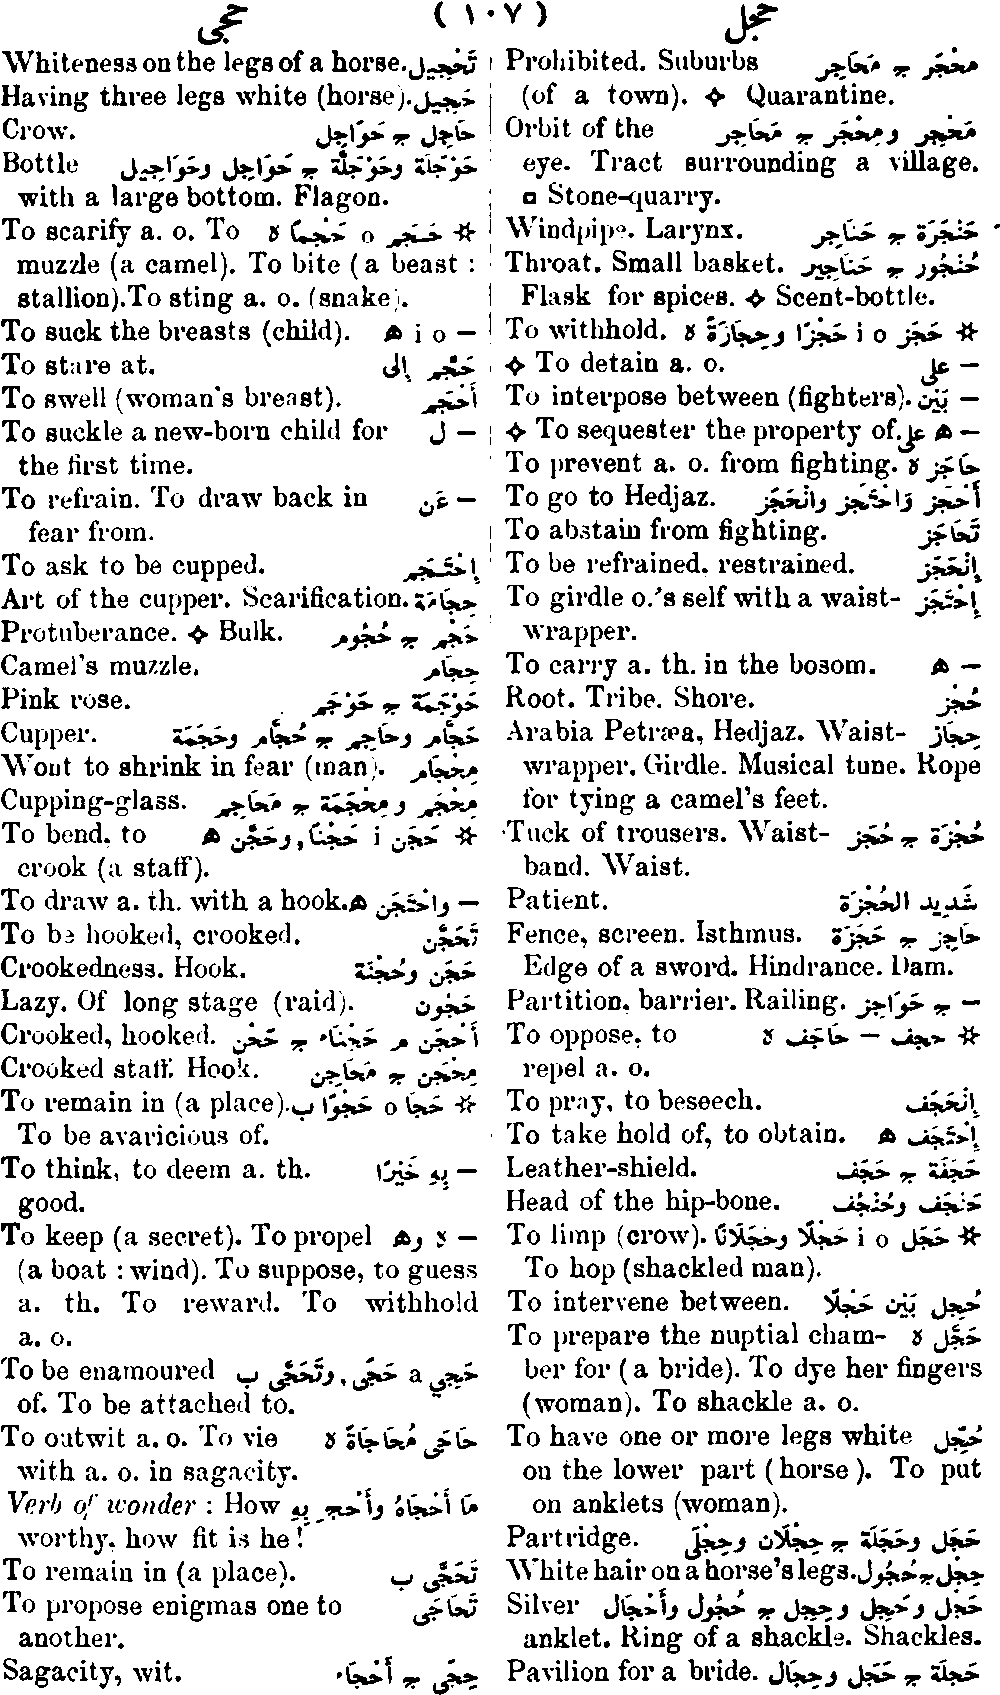 حجى ( ١٠٧ ) حجل
Prohibited. Suburbs مَحْجَر ج مَحَاجِر
(of a town). ✧ Quarantine.
Orbit of the مَحْجِر ومِحْجَر ج مَحَاجِر
eye. Tract surrounding a village.
◘ Stone-quarry.
Windpipe. Larynx. حَنْجَرَة ج حَنَاجِر
Throat. Small basket. حُنْجُور ج حَنَاجِير
Flask for spices. ✧ Scent-bottle.
To withhold. ☆ حَجَز i o حَجْزًا وحِجَازَةً ه
✧ To detain a. o. — على
To interpose between (fighters). — بَيْن
✧ To sequester the property of. — ه على
To prevent a. o. from fighting. حَاجَز ه
To go to Hedjaz. أَحْجَز وَاحْتَجَز وانْحَجَز
To abstain from fighting. تَحَاجَز
To be refrained. restrained. إِنْحَجَز
To girdle o.'s self with a waist- إِحْتَجَز
wrapper.
To carry a. th. in the bosom. — ه
Root. Tribe. Shore. حُجْز
Arabia Petræa, Hedjaz. Waist- حِجَاز
wrapper. Girdle. Musical tune. Rope
for tying a camel's feet.
Tuck of trousers. Waist- حُجْزَة ج حُجَز
band. Waist.
Patient. شَدِيد الحُجْزَة
Fence, screen. Isthmus. حَاجِز ج حَجَزَة
Edge of a sword. Hindrance. Dam.
Partition, barrier. Railing. — ج حَوَاجِز
To oppose, to ☆ حجف — حَاجَف ه
repel a. o.
To pray, to beseech. إِنْحَجَف
To take hold of, to obtain. إِحْتَجَف ه
Leather-shield. حَجَفَة ج حَجَف
Head of the hip-bone. حَنْجَف وحُنْجُف
To limp (crow). ☆ حَجَل i o حَجْلًا وحَجَلَانًا
To hop (shackled man).
To intervene between. حُجِل بَيْن حَجْلًا
To prepare the nuptial cham- حَجَّل ه
ber for (a bride). To dye her fingers
(woman). To shackle a. o.
To have one or more legs white حُجِّل
on the lower part (horse). To put
on anklets (woman).
Partridge. حَجَل وحَجَلَة ج حِجْلَان وحِجْلَى
White hair on a horse's legs. حِجْل ج حُجُول
Silver حَجْل وحِجْل وحِجِل ج حُجُول وأَحْجَال
anklet. Ring of a shackle. Shackles.
Pavilion for a bride. حَجَلَة ج حَجَل وحِجَال
Whiteness on the legs of a horse. تَحْجِيل
Having three legs white (horse). حَجِيل
Crow. حَاجِل ج حَوَاجِل
Bottle حَوْجَلَة وحَوْجَلَّة ج حَوَاجِل وحَوَاجِيل
with a large bottom. Flagon.
To scarify a. o. To ☆ حَجَم o حَجْمًا ه
muzzle (a camel). To bite (a beast :
stallion). To sting a. o. (snake).
To suck the breasts (child). — i o ه
To stare at. حَجَّم إِلى
To swell (woman's breast). أَحْجَم
To suckle a new-born child for — ل
the first time.
To refrain. To draw back in — عَن
fear from.
To ask to be cupped. إِحْتَجَم
Art of the cupper. Scarification. حِجَامَة
Protuberance. ✧ Bulk. حَجْم ج حُجُوم
Camel's muzzle. حِجَام
Pink rose. حَوْجَمَة ج حَوْجَم
Cupper. حَجَّام وحَاجِم ج حُجَّام وحَجَمَة
Wont to shrink in fear (man). مِحْجَام
Cupping-glass. مِحْجَم ومِحْجَمَة ج مَحَاجِم
To bend, to ☆ حَجَن i حَجْنًا, وحَجَّن ه
crook (a staff).
To draw a. th. with a hook. — واحْتَجَن ه
To be hooked, crooked. تَحَجَّن
Crookedness. Hook. حَجَن وحُجْنَة
Lazy. Of long stage (raid). حَجُون
Crooked, hooked. أَحْجَن م حَجْنَاء ج حُجْن
Crooked staff. Hook. مِحْجَن ج مَحَاجِن
To remain in (a place). ☆ حَجَا o حَجْوًا ب
To be avaricious of.
To think, to deem a. th. — بِهِ خَيْرًا
good.
To keep (a secret). To propel — ه وه
(a boat : wind). To suppose, to guess
a. th. To reward. To withhold
a. o.
To be enamoured حَجِي a حَجًى, وتَحَجَّى ب
of. To be attached to.
To outwit a. o. To vie حَاجَى مُحَاجَاةً ه
with a. o. in sagacity.
Verb of wonder : How مَا أَحْجَاهُ وأَحْجِ بِهِ
worthy, how fit is he!
To remain in (a place). تَحَجَّى ب
To propose enigmas one to تَحَاجَى
another.
Sagacity, wit. حِجًى ج أَحْجَاء